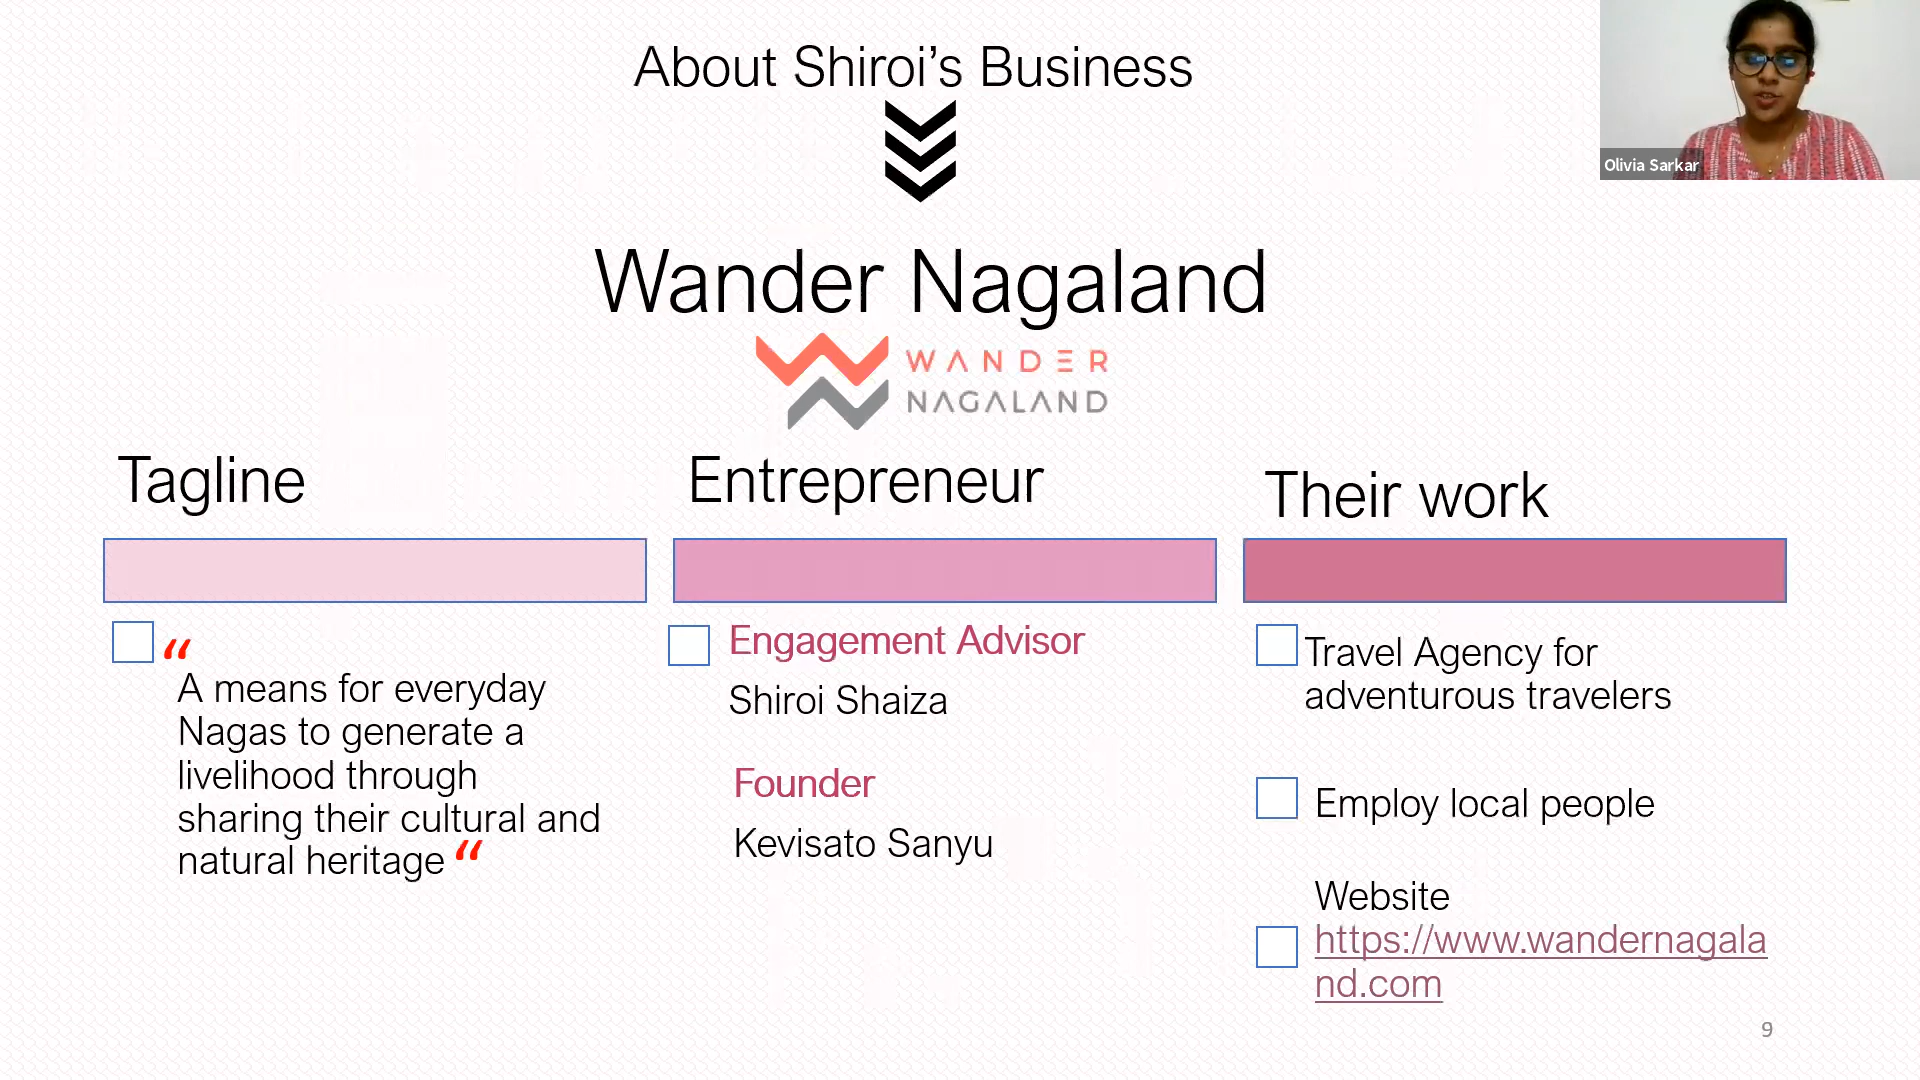 About Shiroi’s Business
Olivia Sarkar
Wander Nagaland
WANDER
NAGALAND
Tagline
“
A means for everyday
Nagas to generate a
livelihood through
sharing their cultural and
natural heritage “
Entrepreneur
Engagement Advisor
Shiroi Shaiza
Founder
Kevisato Sanyu
Their work
Travel Agency for
adventurous travelers
Employ local people
Website
https://www.wandernagala
nd.com
9